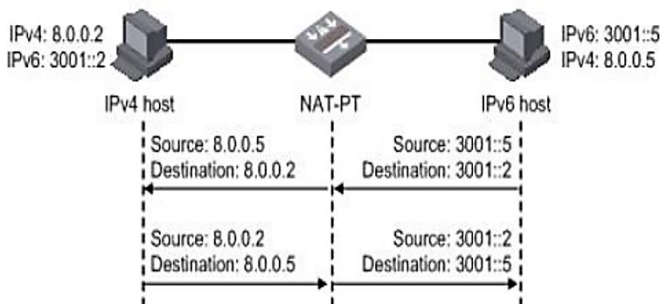 IPv4: 8.0.0.2
IPv6: 3001::2
IPv6: 3001::5
IPv4: 8.0.0.5
IPv4 host
NAT-PT
IPv6 host
Source: 8.0.0.5
Destination: 8.0.0.2
Source: 3001::5
Destination: 3001::2
Source: 8.0.0.2
Destination: 8.0.0.5
Source: 3001::2
Destination: 3001::5